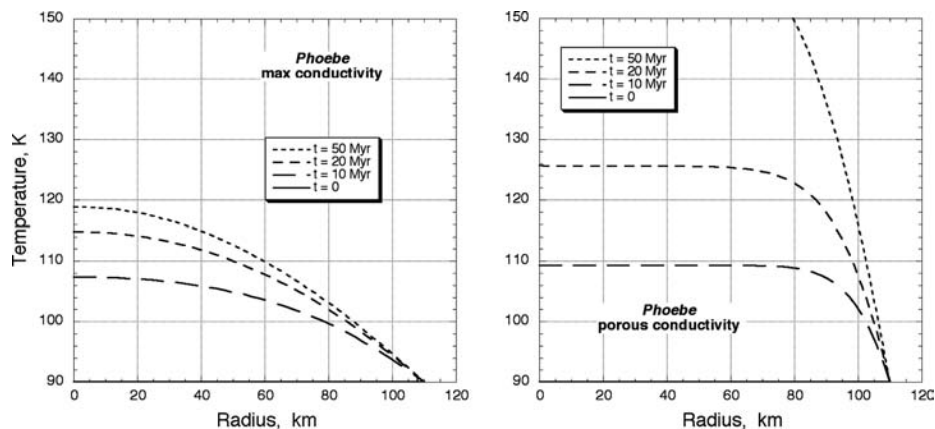 150
140
130
120
110
100
90
Temperature, K
Phoebe
max conductivity
t = 50 Myr
t = 20 Myr
t = 10 Myr
t = 0
0 20 40 60 80 100 120
Radius, km
150
140
130
120
110
100
90
t = 50 Myr
t = 20 Myr
t = 10 Myr
t = 0
Phoebe
porous conductivity
0 20 40 60 80 100 120
Radius, km